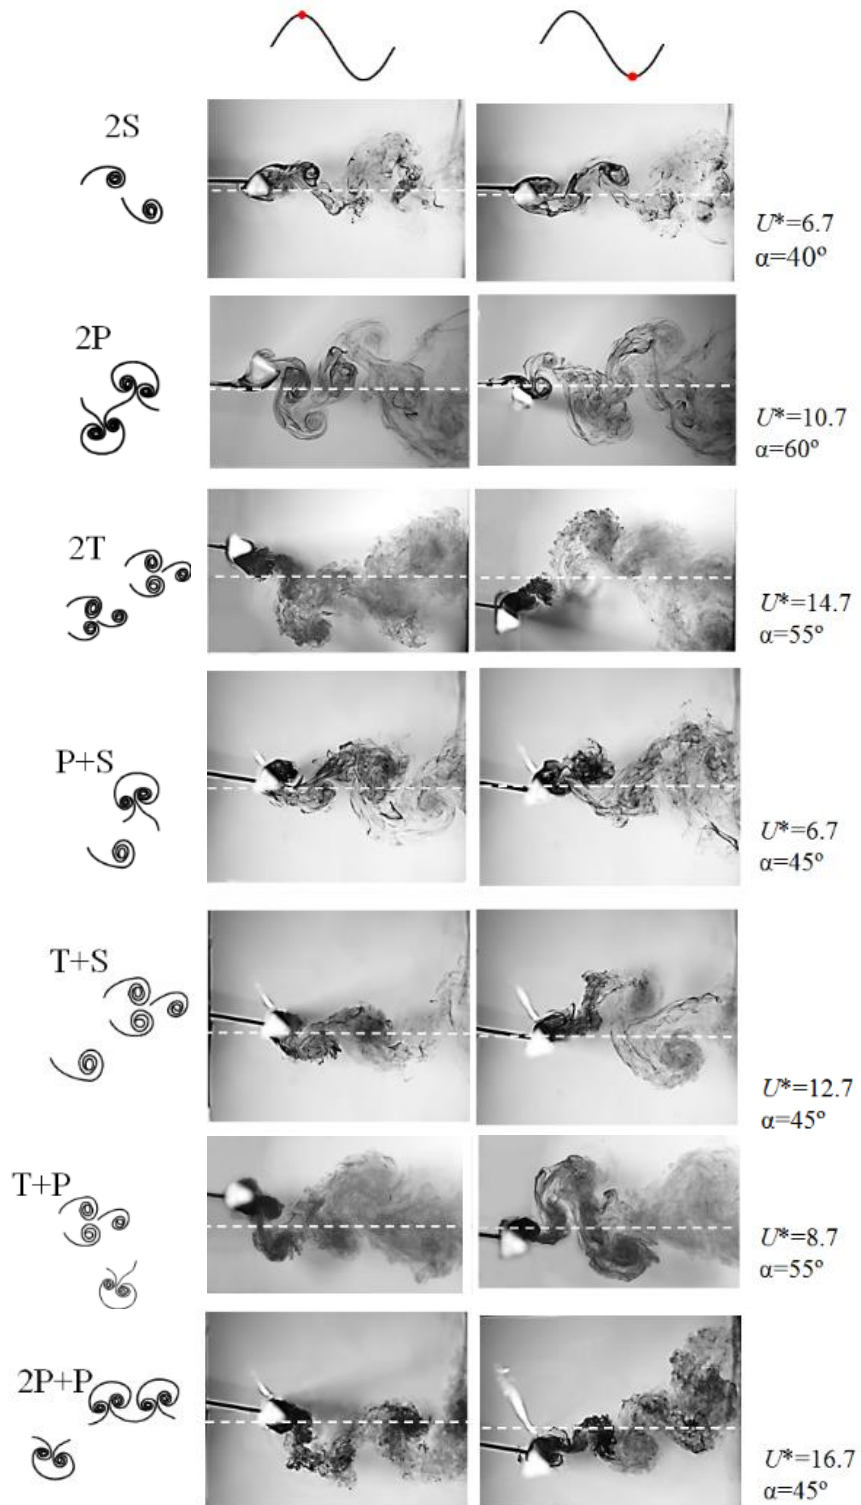 2S
U*=6.7
α=40º
2P
U*=10.7
α=60º
2T
U*=14.7
α=55º
P+S
U*=6.7
α=45º
T+S
U*=12.7
α=45º
T+P
U*=8.7
α=55º
2P+P
U*=16.7
α=45º